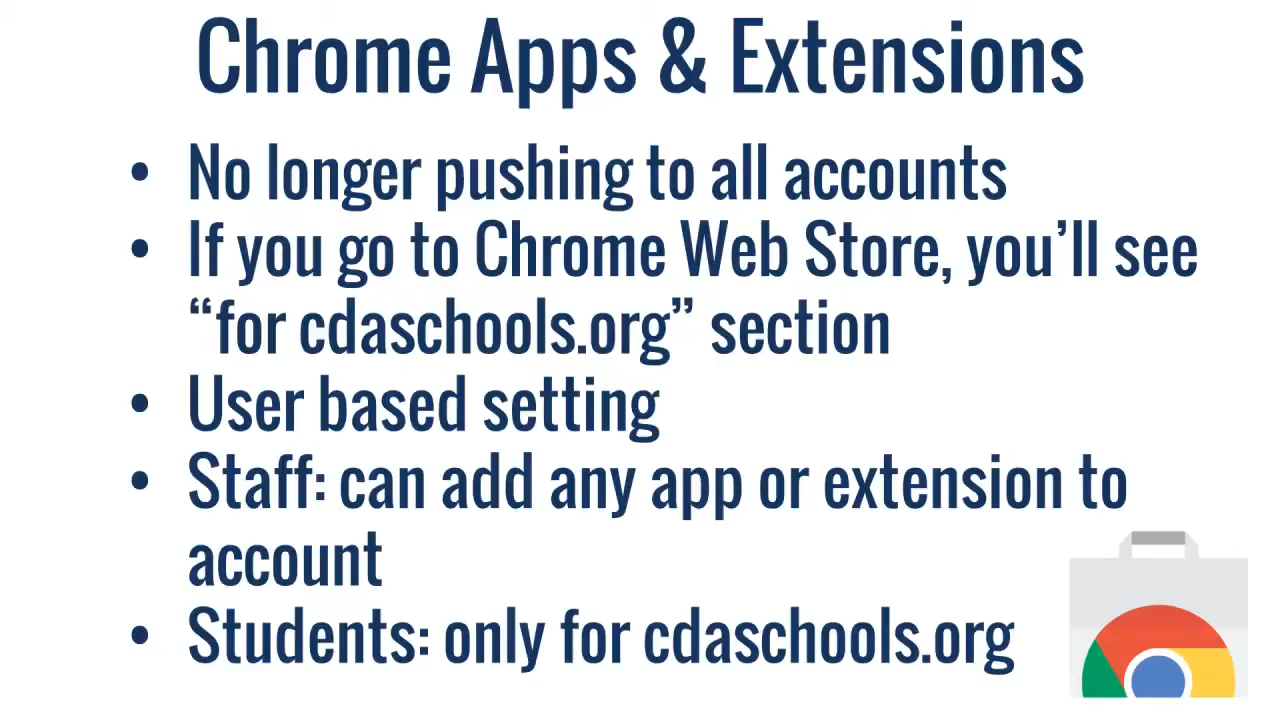 Chrome Apps & Extensions
• No longer pushing to all accounts
• If you go to Chrome Web Store, you’ll see
“for cdaschools.org” section
• User based setting
• Staff: can add any app or extension to
account
• Students: only for cdaschools.org